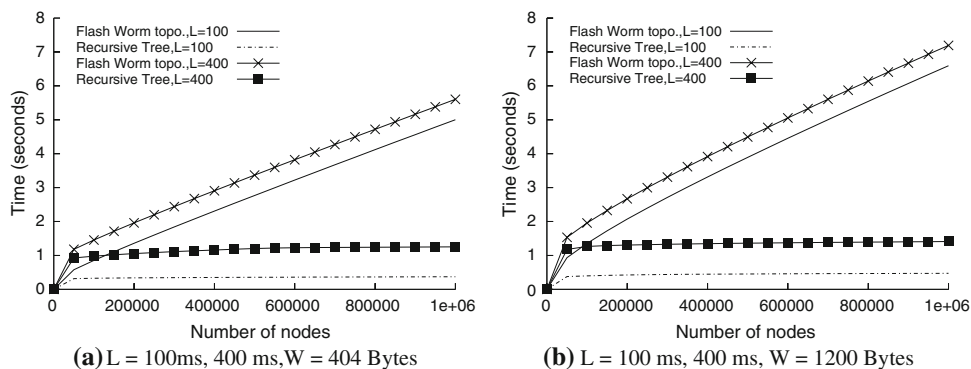 8
7
6
5
4
3
2
1
0
Time (seconds)
Flash Worm topo.,L=100
Recursive Tree,L=100
Flash Worm topo.,L=400
Recursive Tree,L=400
0 200000 400000 600000 800000 1e+06
Number of nodes
(a) L = 100ms, 400 ms,W = 404 Bytes
8
7
6
5
4
3
2
1
0
Time (seconds)
Flash Worm topo.,L=100
Recursive Tree,L=100
Flash Worm topo.,L=400
Recursive Tree,L=400
0 200000 400000 600000 800000 1e+06
Number of nodes
(b) L = 100 ms, 400 ms, W = 1200 Bytes